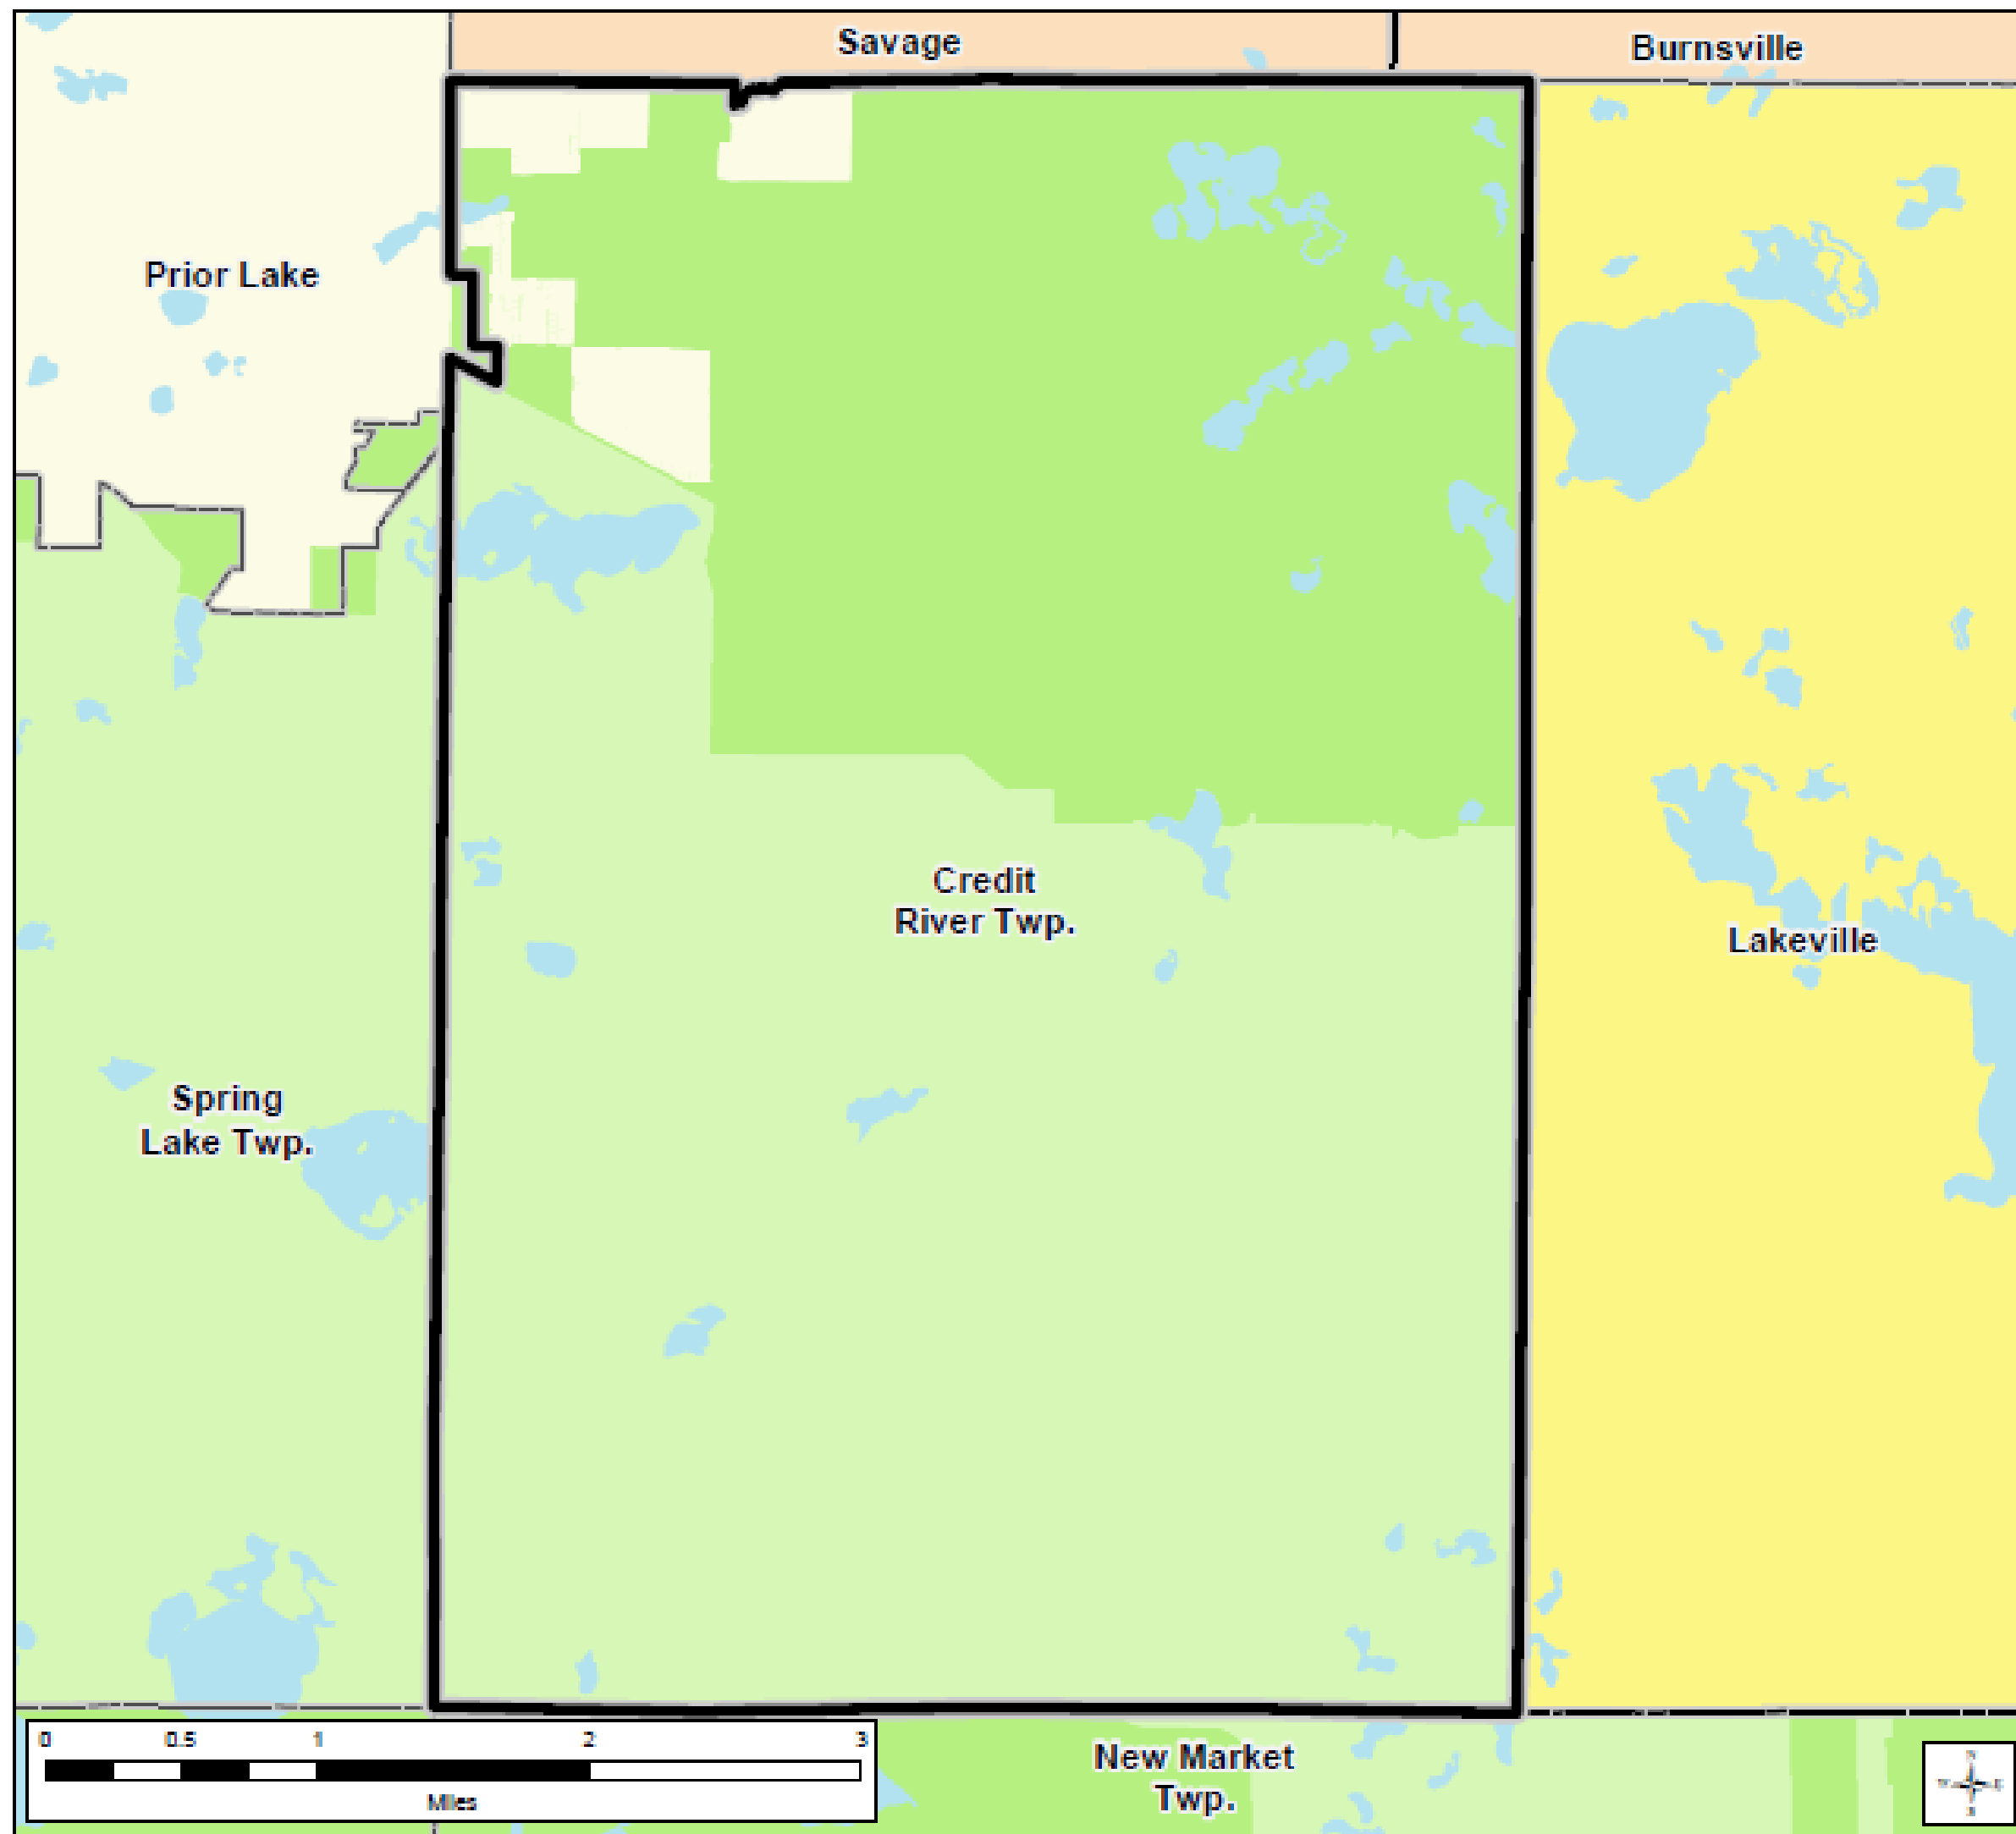 Savage
Burnsville
Prior Lake
Credit
River Twp.
Lakeville
Spring
Lake Twp.
0 0.5 1 2 3
Miles
New Market
Twp.